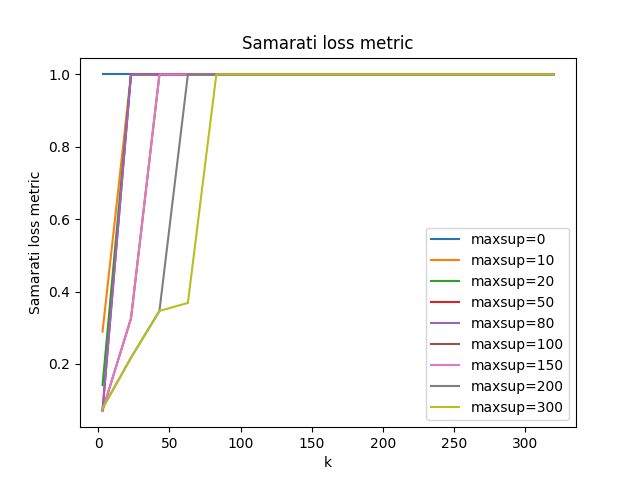 Samarati loss metric
Samarati loss metric
1.0
0.8
0.6
0.4
0.2
0
50
100
150
200
250
300
k
maxsup=0
maxsup=10
maxsup=20
maxsup=50
maxsup=80
maxsup=100
maxsup=150
maxsup=200
maxsup=300